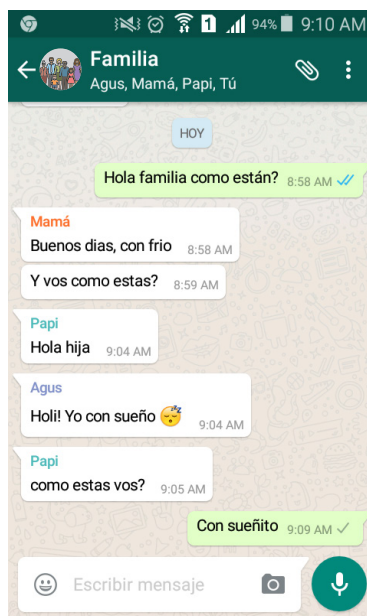 1 94% 9:10 AM
Familia
Agus, Mamá, Papi, Tú
HOY
Hola familia como están? 8:58 AM
Mamá
Buenos dias, con frio 8:58 AM
Y vos como estas? 8:59 AM
Papi
Hola hija 9:04 AM
Agus
Holi! Yo con sueño 😴 9:04 AM
Papi
como estas vos? 9:05 AM
Con sueñito 9:09 AM
Escribir mensaje